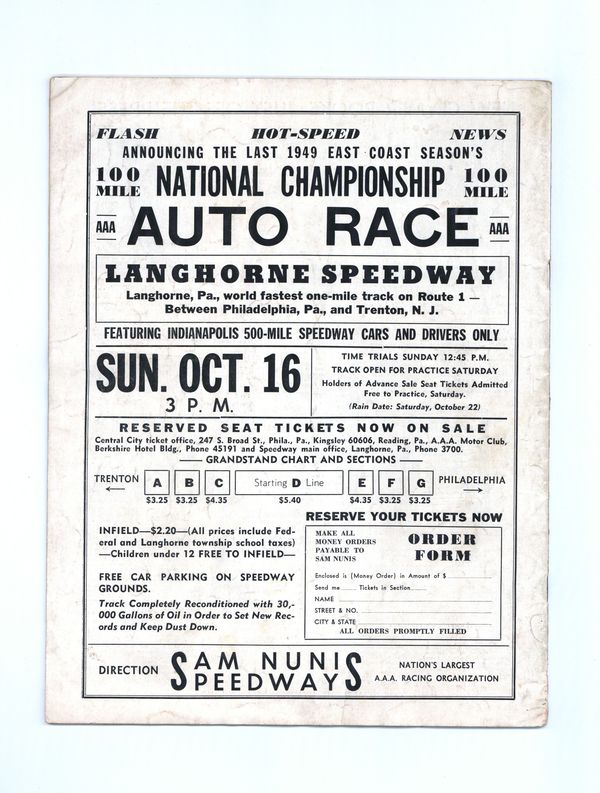 FLASH HOT-SPEED NEWS
ANNOUNCING THE LAST 1949 EAST COAST SEASON'S
100 MILE NATIONAL CHAMPIONSHIP 100 MILE
AAA AUTO RACE AAA
LANGHORNE SPEEDWAY
Langhorne, Pa., world fastest one-mile track on Route 1 —
Between Philadelphia, Pa., and Trenton, N. J.
FEATURING INDIANAPOLIS 500-MILE SPEEDWAY CARS AND DRIVERS ONLY
SUN. OCT. 16
3 P. M.
TIME TRIALS SUNDAY 12:45 P.M.
TRACK OPEN FOR PRACTICE SATURDAY
Holders of Advance Sale Seat Tickets Admitted
Free to Practice, Saturday.
(Rain Date: Saturday, October 22)
RESERVED SEAT TICKETS NOW ON SALE
Central City ticket office, 247 S. Broad St., Phila., Pa., Kingsley 60606, Reading, Pa., A.A.A. Motor Club,
Berkshire Hotel Bldg., Phone 45191 and Speedway main office, Langhorne, Pa., Phone 3700.
— GRANDSTAND CHART AND SECTIONS —
TRENTON A B C Starting D Line E F G PHILADELPHIA
$3.25 $3.25 $4.35 $5.40 $4.35 $3.25 $3.25
RESERVE YOUR TICKETS NOW
INFIELD—$2.20—(All prices include Fed-
eral and Langhorne township school taxes)
—Children under 12 FREE TO INFIELD—
FREE CAR PARKING ON SPEEDWAY
GROUNDS.
Track Completely Reconditioned with 30,-
000 Gallons of Oil in Order to Set New Rec-
ords and Keep Dust Down.
MAKE ALL
MONEY ORDERS
PAYABLE TO
SAM NUNIS
ORDER
FORM
Enclosed is (Money Order) in Amount of $
Send me Tickets in Section
NAME
STREET & NO.
CITY & STATE
ALL ORDERS PROMPTLY FILLED
DIRECTION
SAM NUNIS
SPEEDWAYS
NATION'S LARGEST
A.A.A. RACING ORGANIZATION